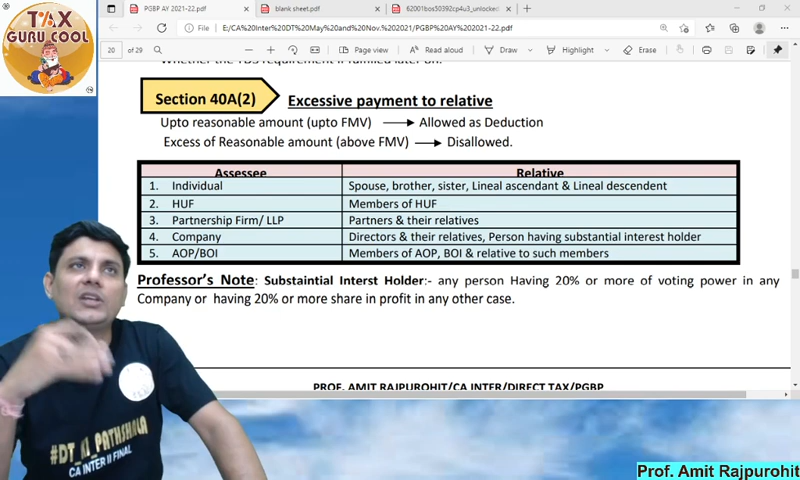 TAX
GURU COOL
PGBP AY 2021-22.pdf
blank sheet.pdf
62001bos50392cp4u3_unlocked
File
E:/CA%20Inter%20DT%20May%20and%20Nov.%202021/PGBP%20AY%202021-22.pdf
20 of 29
Page view
Read aloud
Draw
Highlight
Erase
Section 40A(2)
Excessive payment to relative
Upto reasonable amount (upto FMV) → Allowed as Deduction
Excess of Reasonable amount (above FMV) → Disallowed.
Assessee Relative
1. Individual Spouse, brother, sister, Lineal ascendant & Lineal descendent
2. HUF Members of HUF
3. Partnership Firm/ LLP Partners & their relatives
4. Company Directors & their relatives, Person having substantial interest holder
5. AOP/BOI Members of AOP, BOI & relative to such members
Professor's Note: Substaintial Interst Holder:- any person Having 20% or more of voting power in any
Company or having 20% or more share in profit in any other case.
PROF. AMIT RAJPUROHIT/CA INTER/DIRECT TAX/PGBP
#DT_KI_PATHSHALA
CA INTER II FINAL
Prof. Amit Rajpurohit